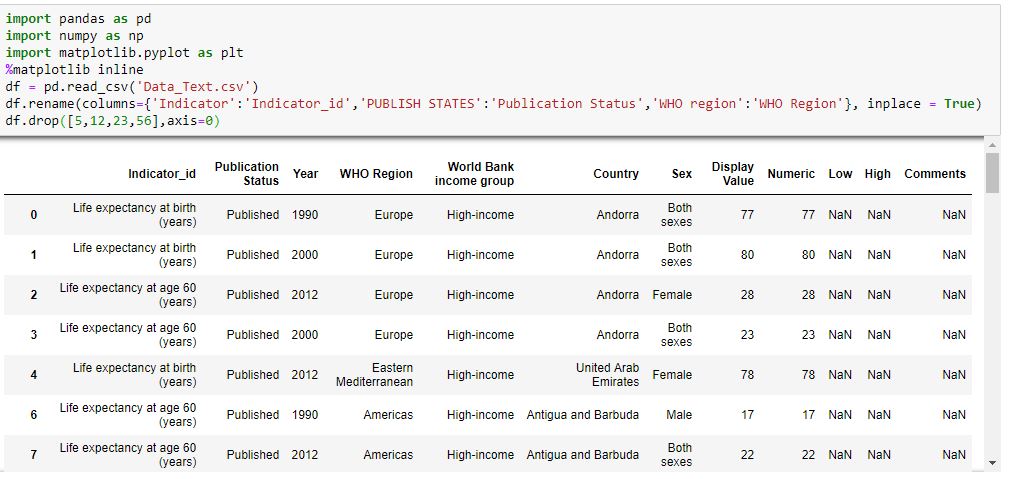 import pandas as pd
import numpy as np
import matplotlib.pyplot as plt
%matplotlib inline
df = pd.read_csv('Data_Text.csv')
df.rename(columns={'Indicator':'Indicator_id','PUBLISH STATES':'Publication Status','WHO region':'WHO Region'}, inplace = True)
df.drop([5,12,23,56],axis=0)
Indicator_id Publication Status Year WHO Region World Bank income group Country Sex Display Value Numeric Low High Comments
0 Life expectancy at birth (years) Published 1990 Europe High-income Andorra Both sexes 77 77 NaN NaN NaN
1 Life expectancy at birth (years) Published 2000 Europe High-income Andorra Both sexes 80 80 NaN NaN NaN
2 Life expectancy at age 60 (years) Published 2012 Europe High-income Andorra Female 28 28 NaN NaN NaN
3 Life expectancy at age 60 (years) Published 2000 Europe High-income Andorra Both sexes 23 23 NaN NaN NaN
4 Life expectancy at birth (years) Published 2012 Eastern Mediterranean High-income United Arab Emirates Female 78 78 NaN NaN NaN
6 Life expectancy at age 60 (years) Published 1990 Americas High-income Antigua and Barbuda Male 17 17 NaN NaN NaN
7 Life expectancy at age 60 (years) Published 2012 Americas High-income Antigua and Barbuda Both sexes 22 22 NaN NaN NaN